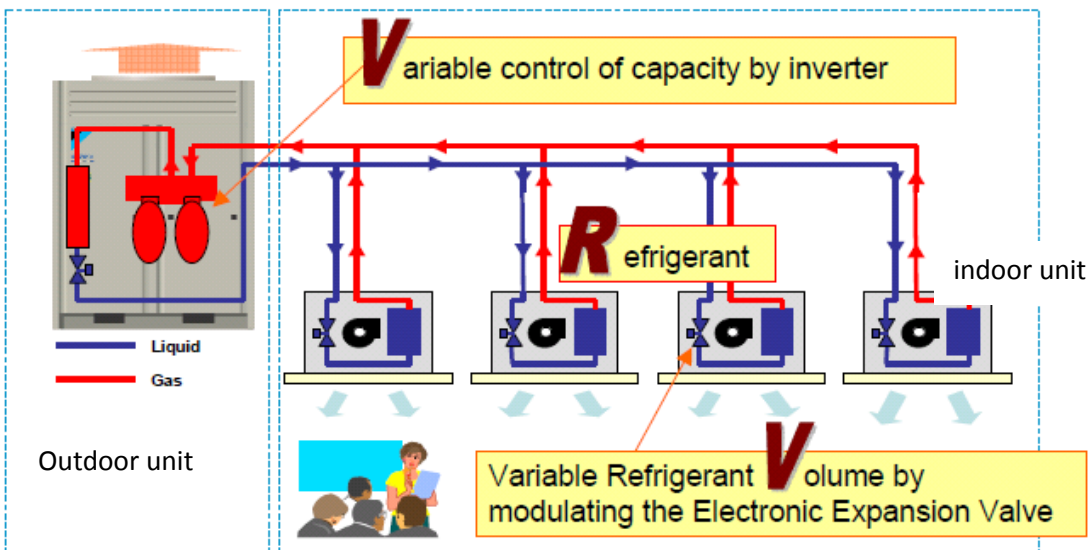 Variable control of capacity by inverter
Refrigerant
indoor unit
Liquid
Gas
Outdoor unit
Variable Refrigerant Volume by
modulating the Electronic Expansion Valve